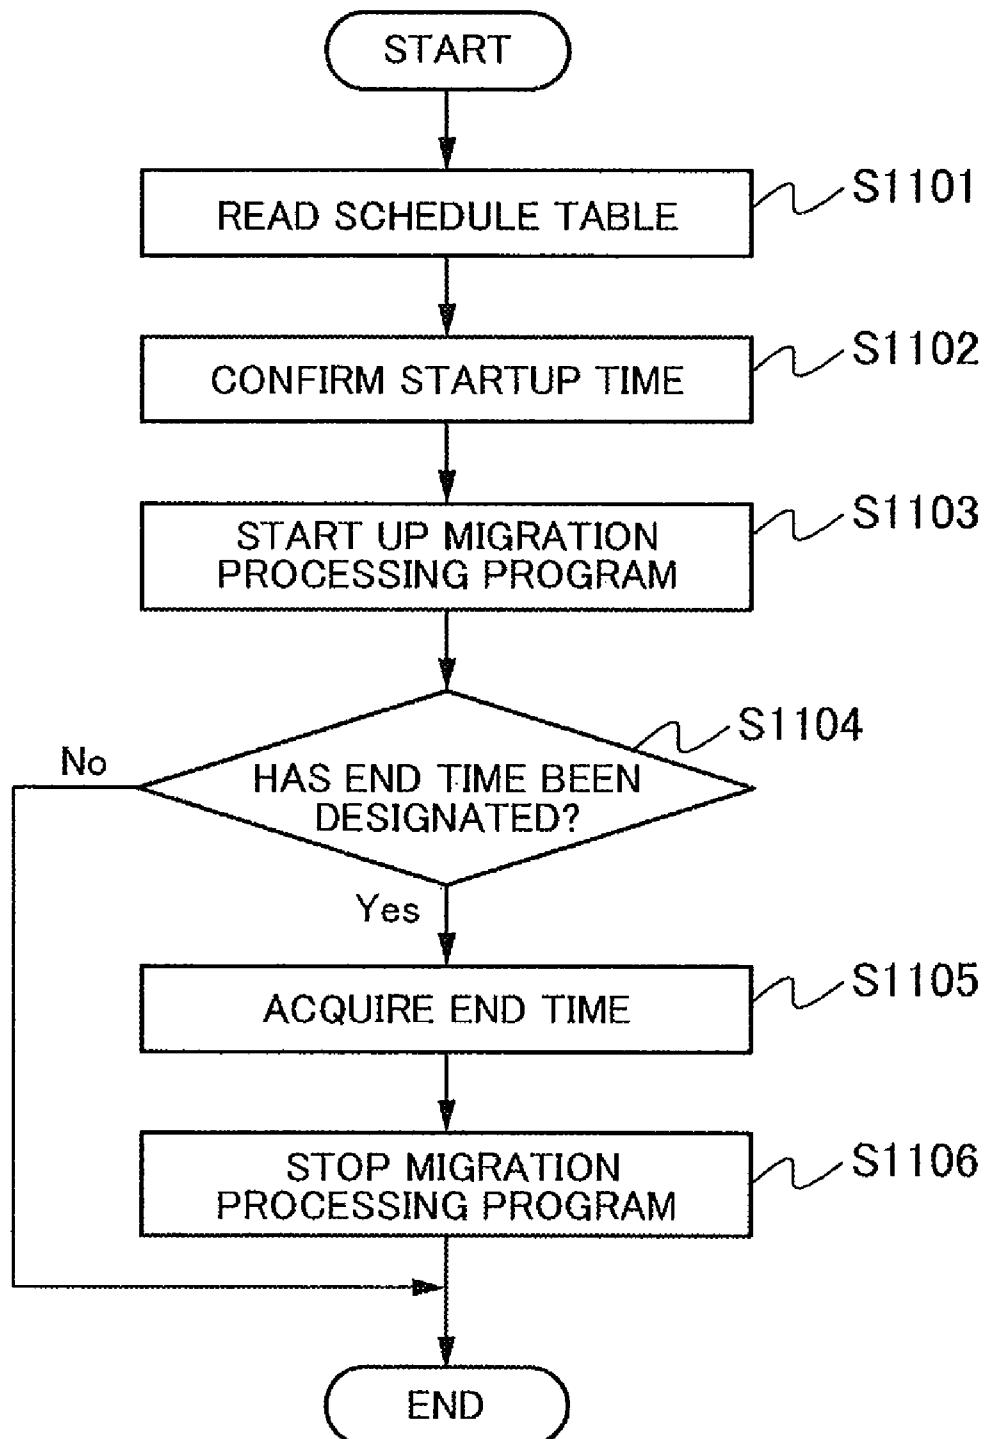 START
READ SCHEDULE TABLE
S1101
CONFIRM STARTUP TIME
S1102
START UP MIGRATION
PROCESSING PROGRAM
S1103
HAS END TIME BEEN
DESIGNATED?
S1104
No
Yes
ACQUIRE END TIME
S1105
STOP MIGRATION
PROCESSING PROGRAM
S1106
END